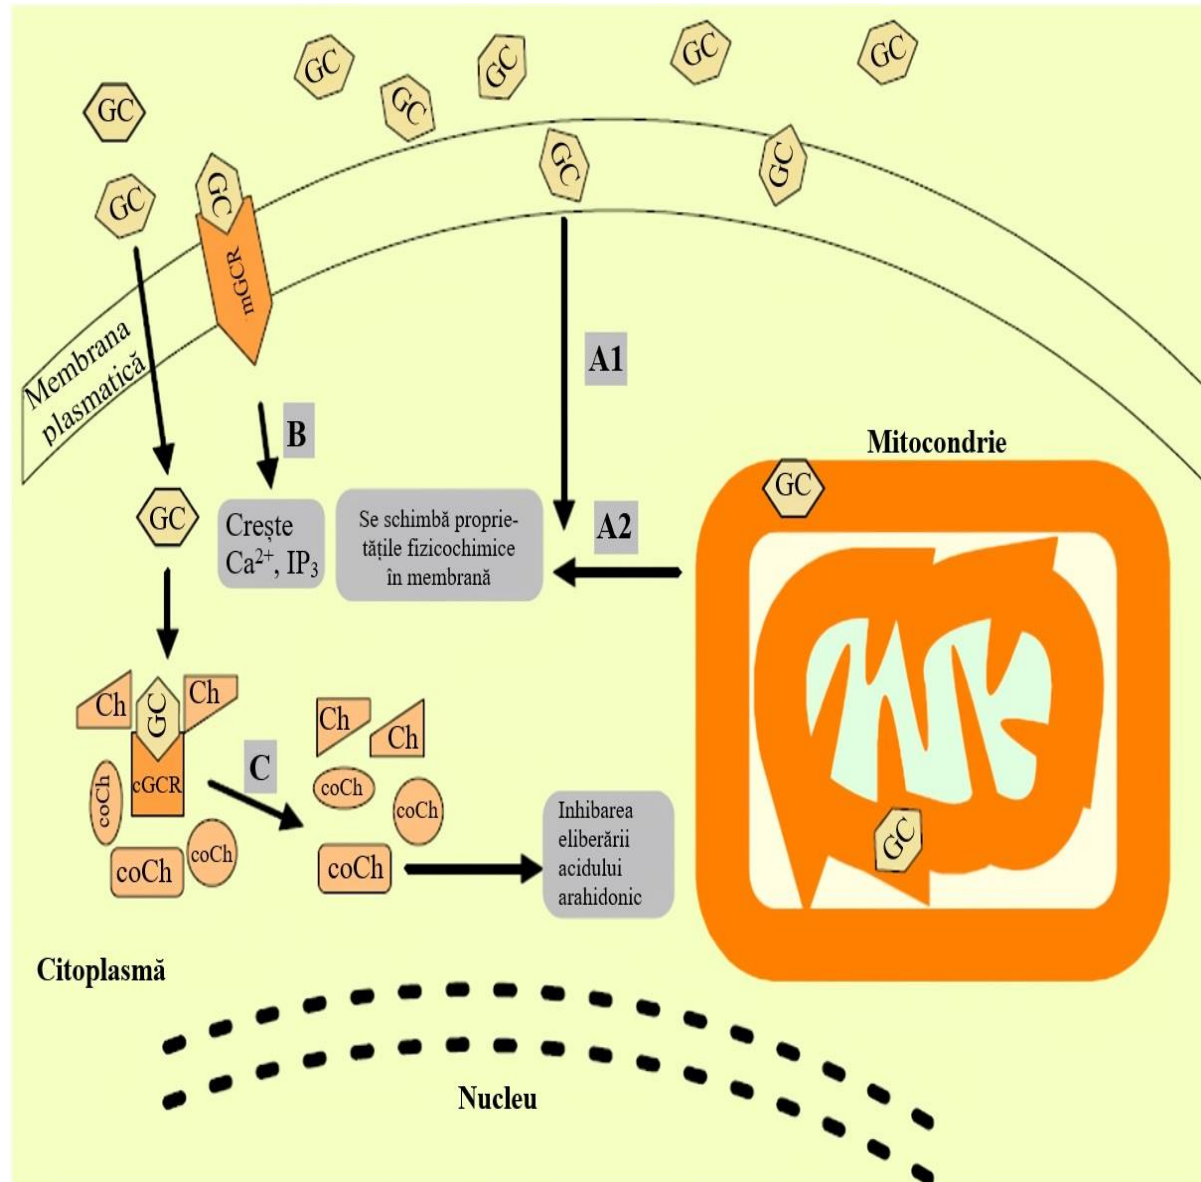 GC
GC
GC
GC
GC
GC
GC
GC
GC
GC
mGCR
Membrana
plasmatică
A1
B
Mitocondrie
GC
GC
Crește
Ca²⁺, IP₃
Se schimbă proprie-
tățile fizicochimice
în membrană
A2
Ch
GC
Ch
cGCR
coCh
coCh
coCh
C
Ch
Ch
coCh
coCh
coCh
Inhibarea
eliberării
acidului
arahidonic
GC
Citoplasmă
Nucleu